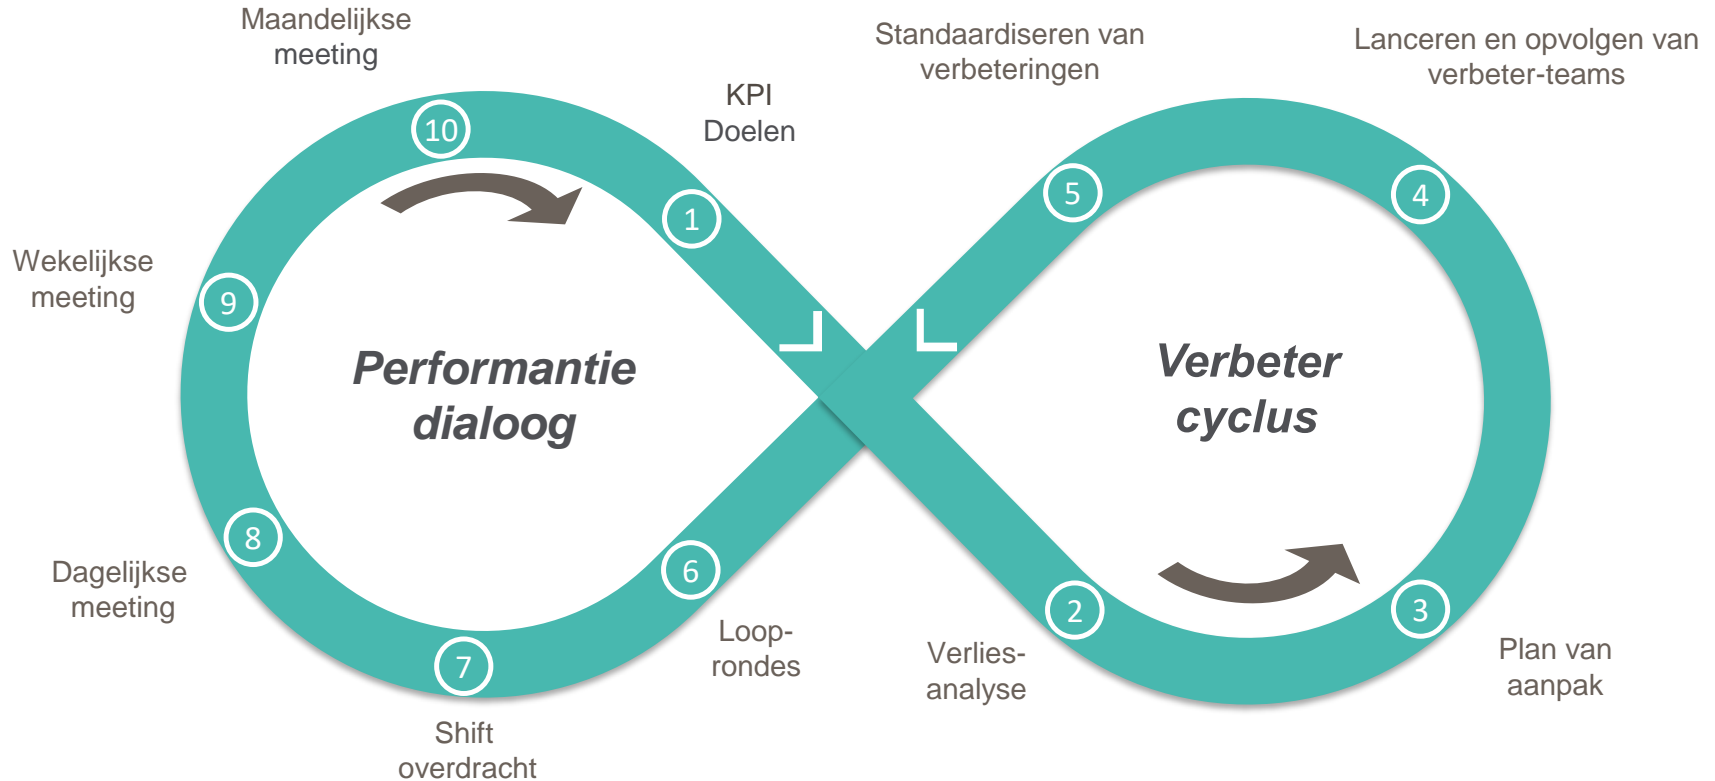 Maandelijkse
meeting
KPI
Doelen
Standaardiseren van
verbeteringen
Lanceren en opvolgen van
verbeter-teams
10
1
5
4
Wekelijkse
meeting
9
Performantie
dialoog
Verbeter
cyclus
8
Dagelijkse
meeting
6
Loop-
rondes
7
Shift
overdracht
2
Verlies-
analyse
3
Plan van
aanpak